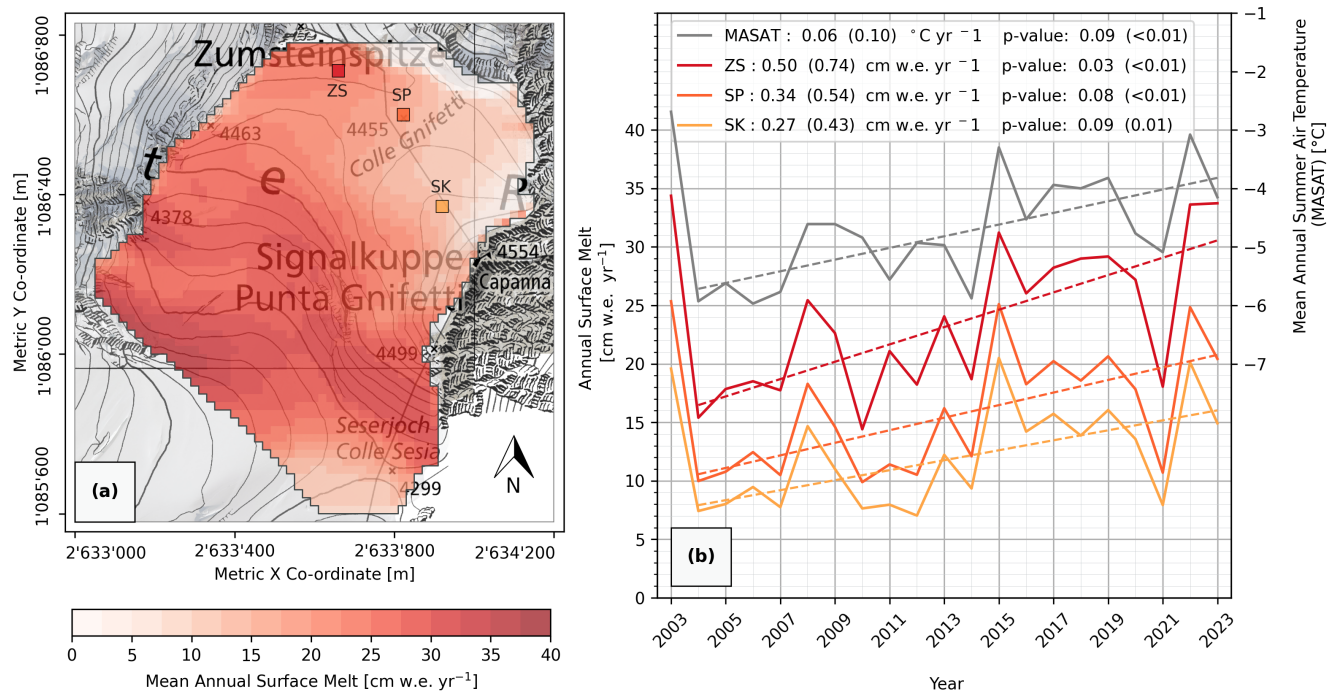 Zumsteinspitze
ZS
SP
4463
4455
Colle Gnifetti
t
e
SK
R
4378
Signalkuppe
4554
Punta Gnifetti
Capanna
4499
Seserjoch
Colle Sesia
4299
N
(a)
1'086'800
1'086'400
1'086'000
1'085'600
Metric Y Co-ordinate [m]
2'633'000 2'633'400 2'633'800 2'634'200
Metric X Co-ordinate [m]
0 5 10 15 20 25 30 35 40
Mean Annual Surface Melt [cm w.e. yr⁻¹]
MASAT : 0.06 (0.10) °C yr ⁻1 p-value: 0.09 (<0.01)
ZS : 0.50 (0.74) cm w.e. yr ⁻1 p-value: 0.03 (<0.01)
SP : 0.34 (0.54) cm w.e. yr ⁻1 p-value: 0.08 (<0.01)
SK : 0.27 (0.43) cm w.e. yr ⁻1 p-value: 0.09 (0.01)
40
35
30
25
20
15
10
5
0
Annual Surface Melt
[cm w.e. yr⁻¹]
−1
−2
−3
−4
−5
−6
−7
Mean Annual Summer Air Temperature
(MASAT) [°C]
(b)
2003 2005 2007 2009 2011 2013 2015 2017 2019 2021 2023
Year